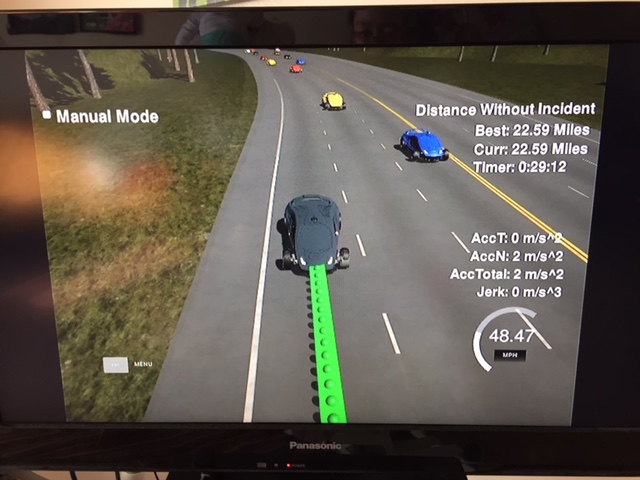 Manual Mode
Distance Without Incident
Best: 22.59 Miles
Curr: 22.59 Miles
Timer: 0:29:12
AccT: 0 m/s^2
AccN: 2 m/s^2
AccTotal: 2 m/s^2
Jerk: 0 m/s^3
48.47
MPH
MENU
Panasonic